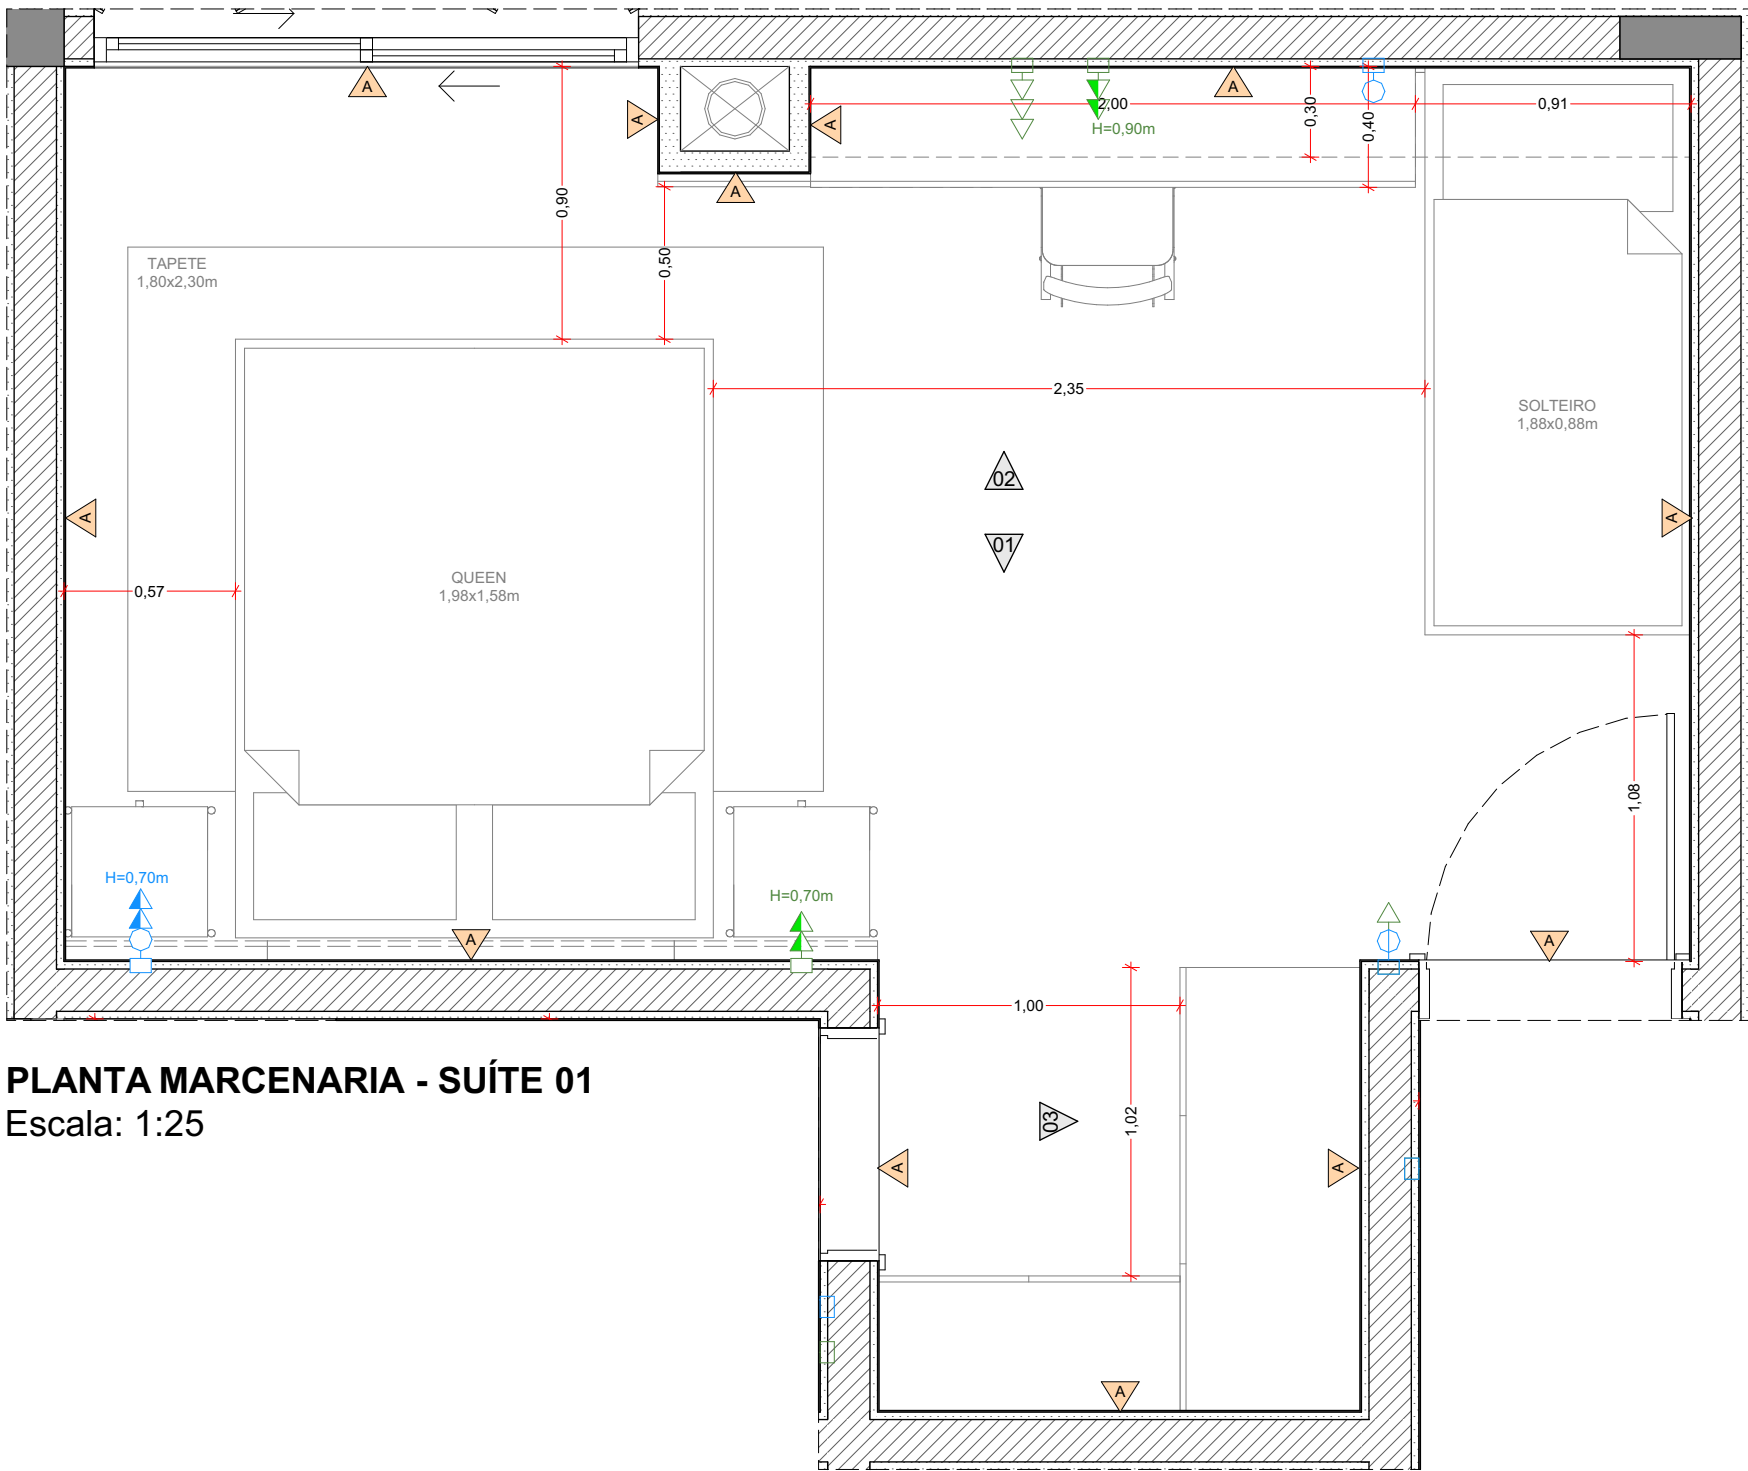 A
A
A
A
A
2,00
H=0,90m
0,30
0,40
0,91
0,90
0,50
TAPETE
1,80x2,30m
2,35
SOLTEIRO
1,88x0,88m
02
01
A
A
QUEEN
1,98x1,58m
0,57
1,08
H=0,70m
H=0,70m
A
A
1,00
PLANTA MARCENARIA - SUÍTE 01
Escala: 1:25
03
1,02
A
A
A